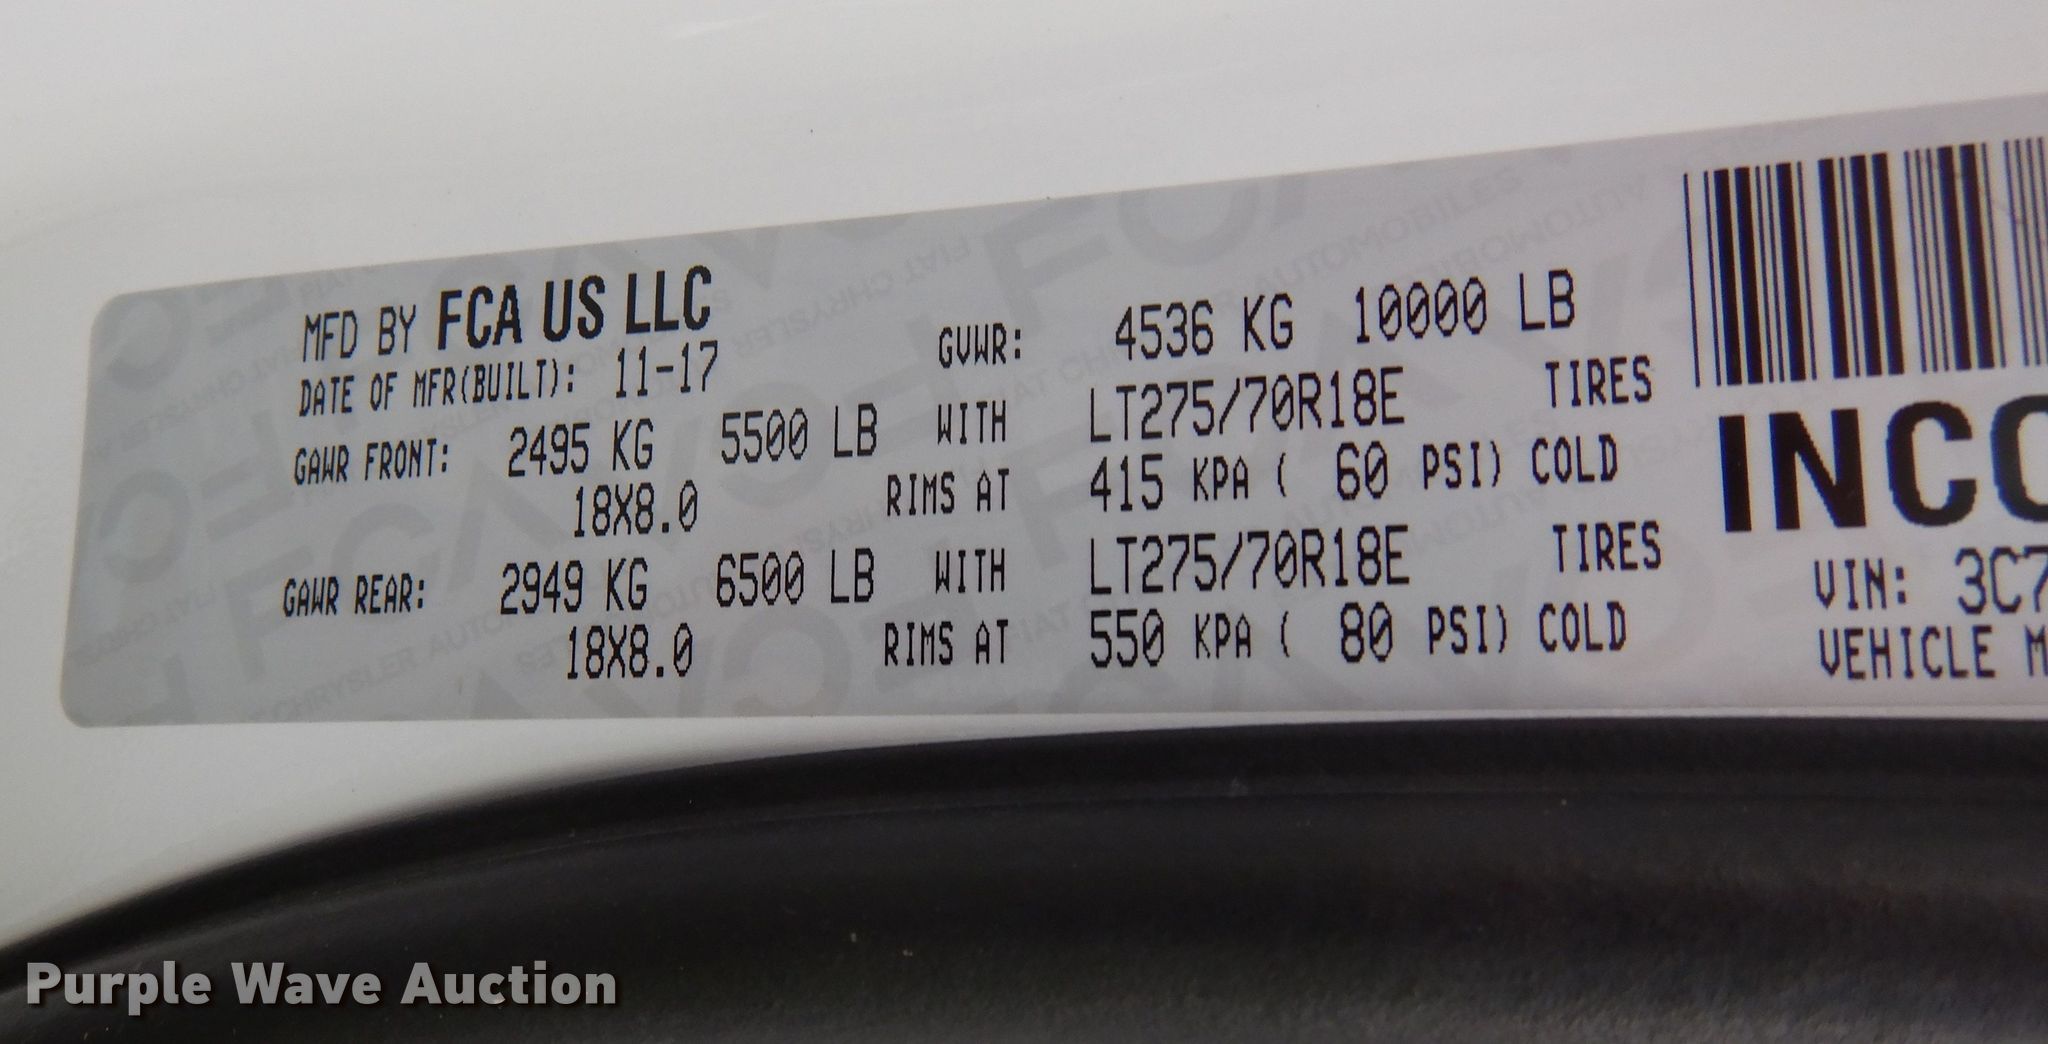 MFD BY FCA US LLC
DATE OF MFR(BUILT): 11-17
GVWR: 4536 KG 10000 LB
GAWR FRONT: 2495 KG 5500 LB WITH LT275/70R18E TIRES
18X8.0 RIMS AT 415 KPA ( 60 PSI) COLD
GAWR REAR: 2949 KG 6500 LB WITH LT275/70R18E TIRES
18X8.0 RIMS AT 550 KPA ( 80 PSI) COLD
INCO
VIN: 3C7
VEHICLE M
Purple Wave Auction